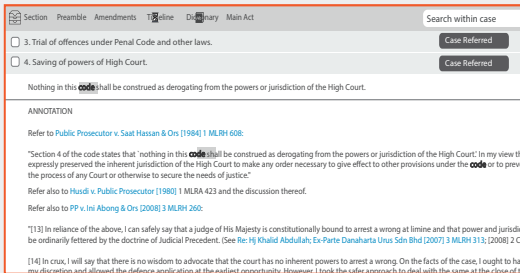 Section Preamble Amendments Timeline Dictionary Main Act Search within case
3. Trial of offences under Penal Code and other laws. Case Referred
4. Saving of powers of High Court. Case Referred
Nothing in this code shall be construed as derogating from the powers or jurisdiction of the High Court.
ANNOTATION
Refer to Public Prosecutor v. Saat Hassan & Ors [1984] 1 MLRH 608:
"Section 4 of the code states that `nothing in this code shall be construed as derogating from the powers or jurisdiction of the High Court.' In my view th
expressly preserved the inherent jurisdiction of the High Court to make any order necessary to give effect to other provisions under the code or to preve
the process of any Court or otherwise to secure the needs of justice."
Refer also to Husdi v. Public Prosecutor [1980] 1 MLRA 423 and the discussion thereof.
Refer also to PP v. Ini Abong & Ors [2008] 3 MLRH 260:
"[13] In reliance of the above, I can safely say that a judge of His Majesty is constitutionally bound to arrest a wrong at limine and that power and jurisdic
be ordinarily fettered by the doctrine of Judicial Precedent. (See Re: Hj Khalid Abdullah; Ex-Parte Danaharta Urus Sdn Bhd [2007] 3 MLRH 313; [2008] 2 C
[14] In crux, I will say that there is no wisdom to advocate that the court has no inherent powers to arrest a wrong. On the facts of the case, I ought to ha
my discretion and allowed the defence application at the earliest opportunity. However, I took the safer approach to deal with the same at the close of